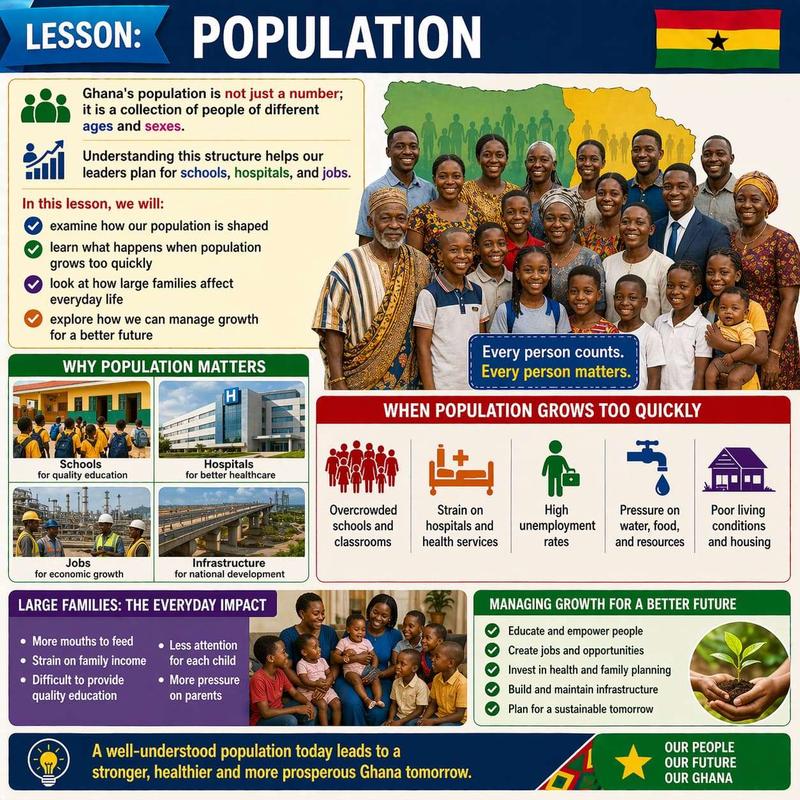 LESSON:
POPULATION
Ghana's population is not just a number;
it is a collection of people of different
ages and sexes.
Understanding this structure helps our
leaders plan for schools, hospitals, and jobs.
In this lesson, we will:
examine how our population is shaped
learn what happens when population
grows too quickly
look at how large families affect
everyday life
explore how we can manage growth
for a better future
Every person counts.
Every person matters.
WHY POPULATION MATTERS
H
Schools
for quality education
Hospitals
for better healthcare
Jobs
for economic growth
Infrastructure
for national development
WHEN POPULATION GROWS TOO QUICKLY
Overcrowded
schools and
classrooms
Strain on
hospitals and
health services
High
unemployment
rates
Pressure on
water, food,
and resources
Poor living
conditions
and housing
LARGE FAMILIES: THE EVERYDAY IMPACT
• More mouths to feed
• Strain on family income
• Difficult to provide
quality education
• Less attention
for each child
• More pressure
on parents
MANAGING GROWTH FOR A BETTER FUTURE
Educate and empower people
Create jobs and opportunities
Invest in health and family planning
Build and maintain infrastructure
Plan for a sustainable tomorrow
A well-understood population today leads to a
stronger, healthier and more prosperous Ghana tomorrow.
OUR PEOPLE
OUR FUTURE
OUR GHANA